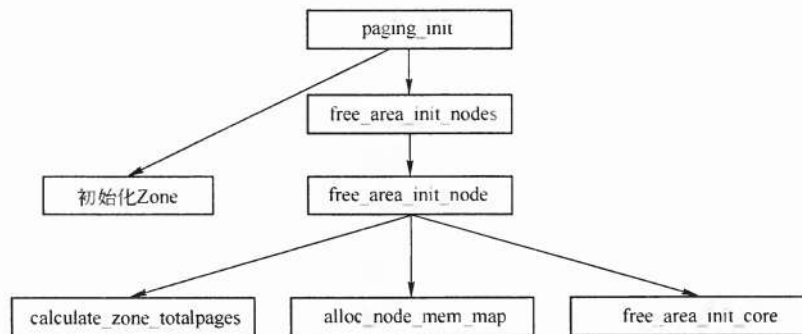 paging_init
free_area_init_nodes
初始化Zone
free_area_init_node
calculate_zone_totalpages
alloc_node_mem_map
free_area_init_core